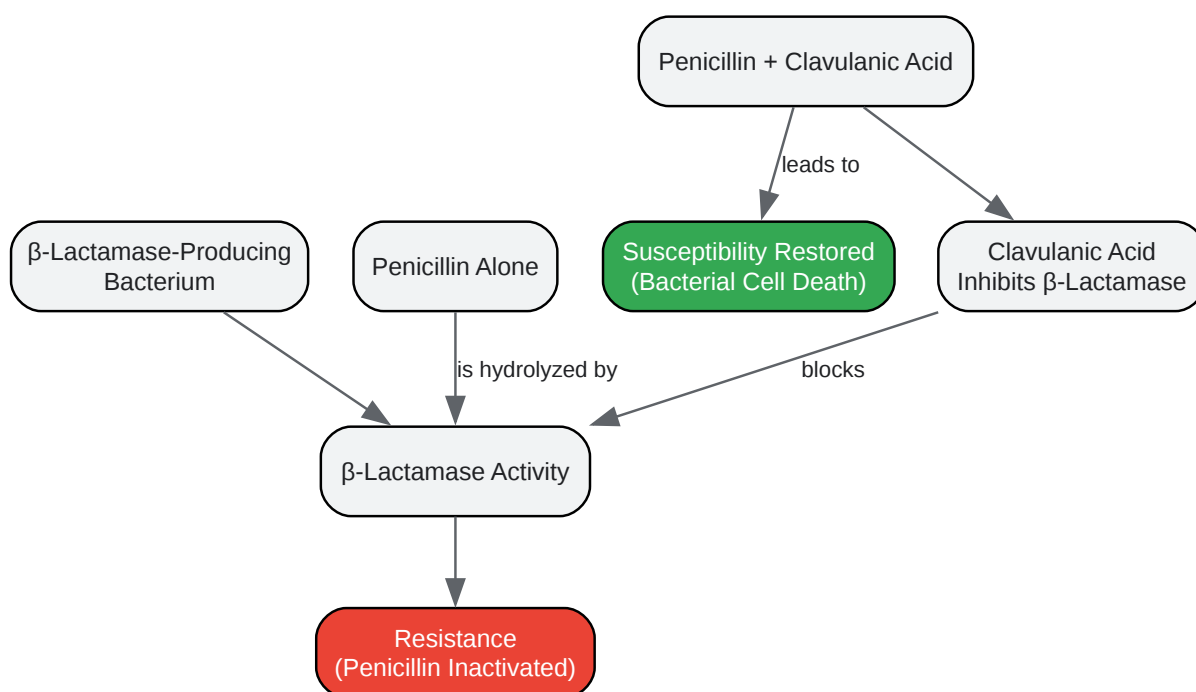 Penicillin + Clavulanic Acid
leads to
β-Lactamase-Producing
Bacterium
Penicillin Alone
Susceptibility Restored
(Bacterial Cell Death)
Clavulanic Acid
Inhibits β-Lactamase
is hydrolyzed by
blocks
β-Lactamase Activity
Resistance
(Penicillin Inactivated)